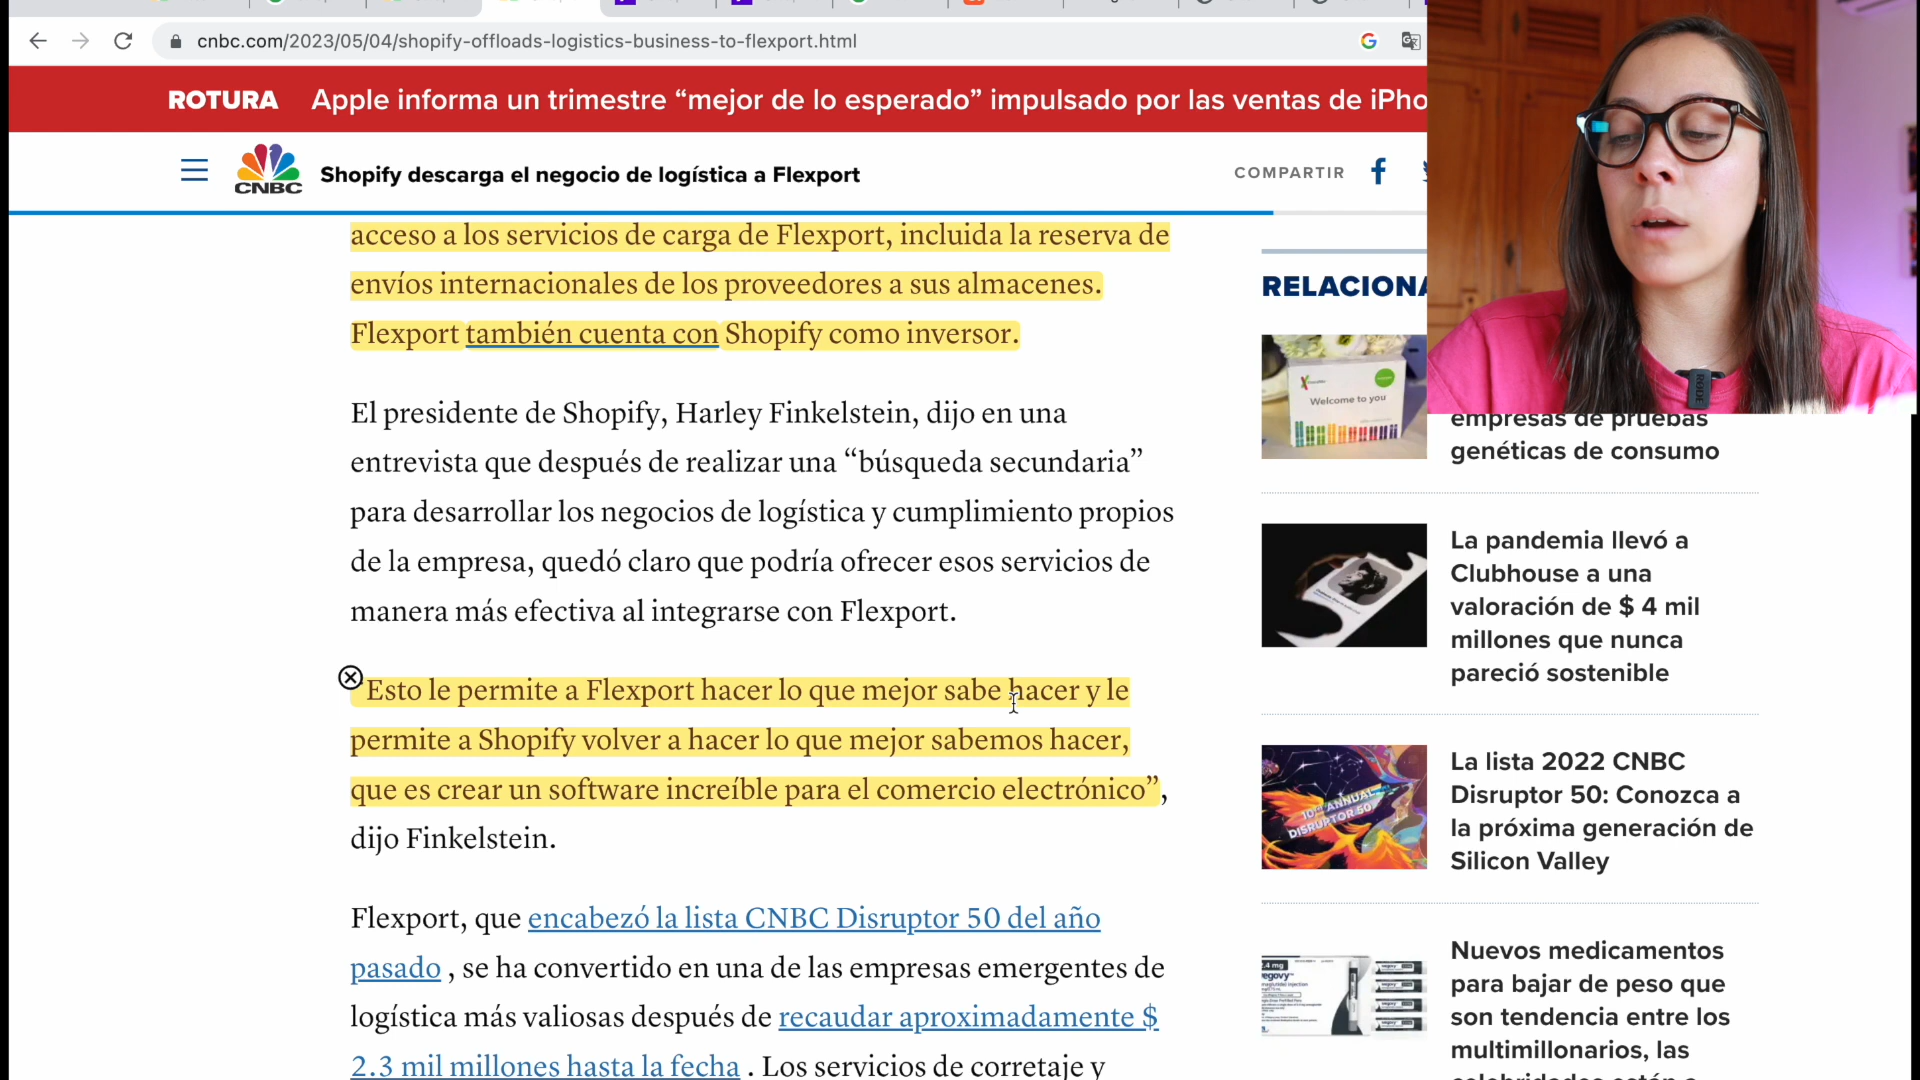 cnbc.com/2023/05/04/shopify-offloads-logistics-business-to-flexport.html
ROTURA Apple informa un trimestre “mejor de lo esperado” impulsado por las ventas de iPho
CNBC
Shopify descarga el negocio de logística a Flexport
COMPARTIR
acceso a los servicios de carga de Flexport, incluida la reserva de
envíos internacionales de los proveedores a sus almacenes.
Flexport también cuenta con Shopify como inversor.
El presidente de Shopify, Harley Finkelstein, dijo en una
entrevista que después de realizar una “búsqueda secundaria”
para desarrollar los negocios de logística y cumplimiento propios
de la empresa, quedó claro que podría ofrecer esos servicios de
manera más efectiva al integrarse con Flexport.
Esto le permite a Flexport hacer lo que mejor sabe hacer y le
permite a Shopify volver a hacer lo que mejor sabemos hacer,
que es crear un software increíble para el comercio electrónico”,
dijo Finkelstein.
Flexport, que encabezó la lista CNBC Disruptor 50 del año
pasado , se ha convertido en una de las empresas emergentes de
logística más valiosas después de recaudar aproximadamente $
2.3 mil millones hasta la fecha . Los servicios de corretaje y
RELACIONA
Welcome to you
empresas de pruebas
genéticas de consumo
La pandemia llevó a
Clubhouse a una
valoración de $ 4 mil
millones que nunca
pareció sostenible
10TH ANNUAL
DISRUPTOR 50
La lista 2022 CNBC
Disruptor 50: Conozca a
la próxima generación de
Silicon Valley
Nuevos medicamentos
para bajar de peso que
son tendencia entre los
multimillonarios, las
RODE